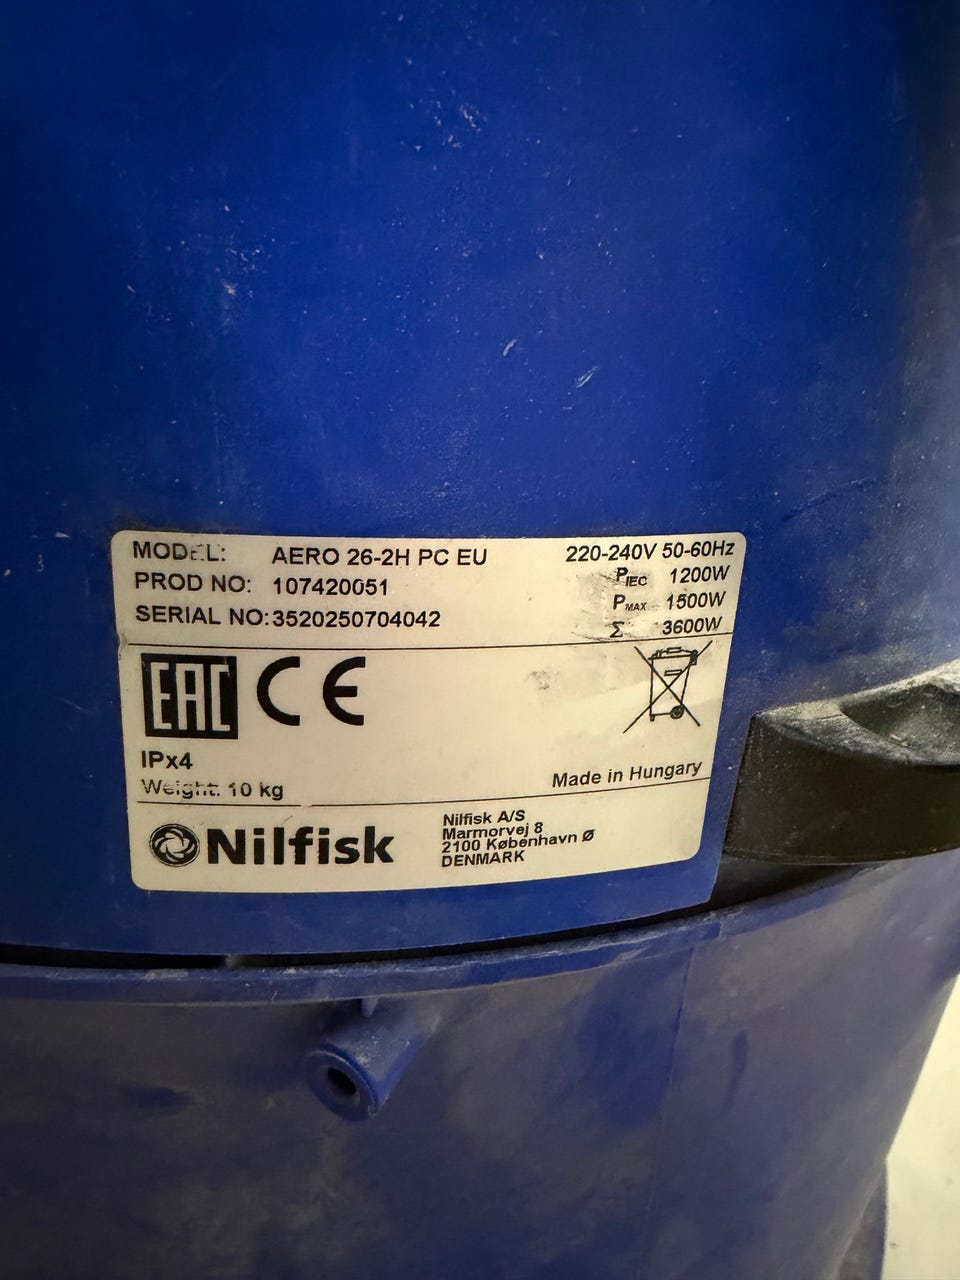 MODEL: AERO 26-2H PC EU 220-240V 50-60Hz
PROD NO: 107420051 PIEC 1200W
SERIAL NO: 3520250704042 PMAX 1500W
Σ 3600W
EAC CE
IPx4
Weight: 10 kg Made in Hungary
Nilfisk
Nilfisk A/S
Marmorvej 8
2100 København Ø
DENMARK